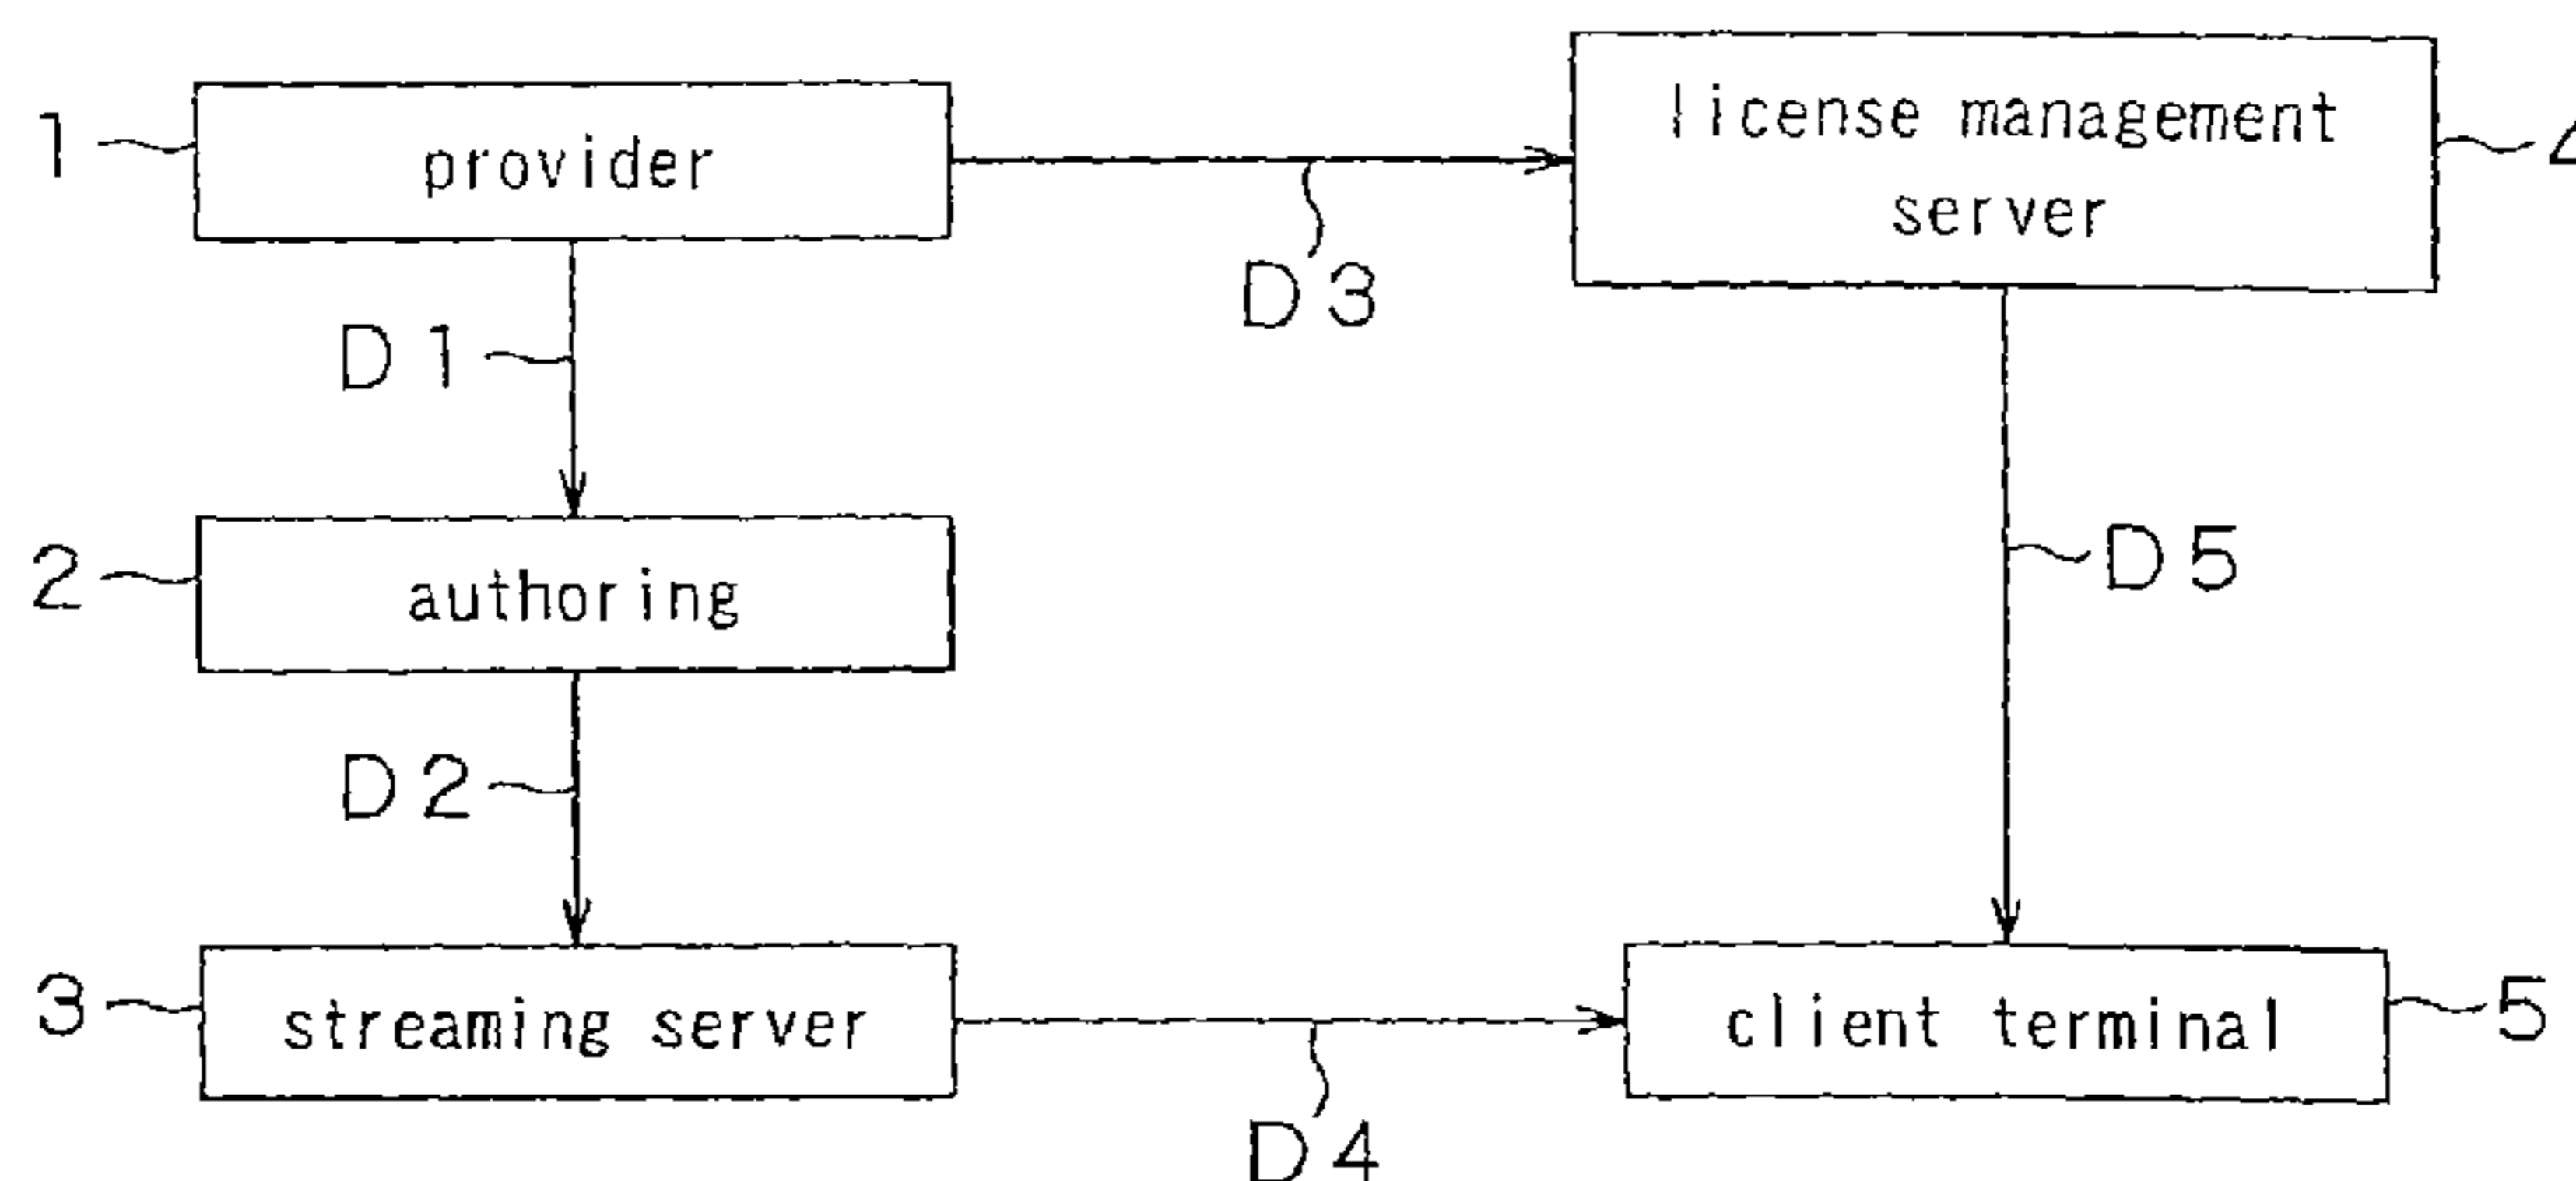 1
provider
license management
server
4
D3
D1
D5
2
authoring
D2
3
streaming server
client terminal
5
D4